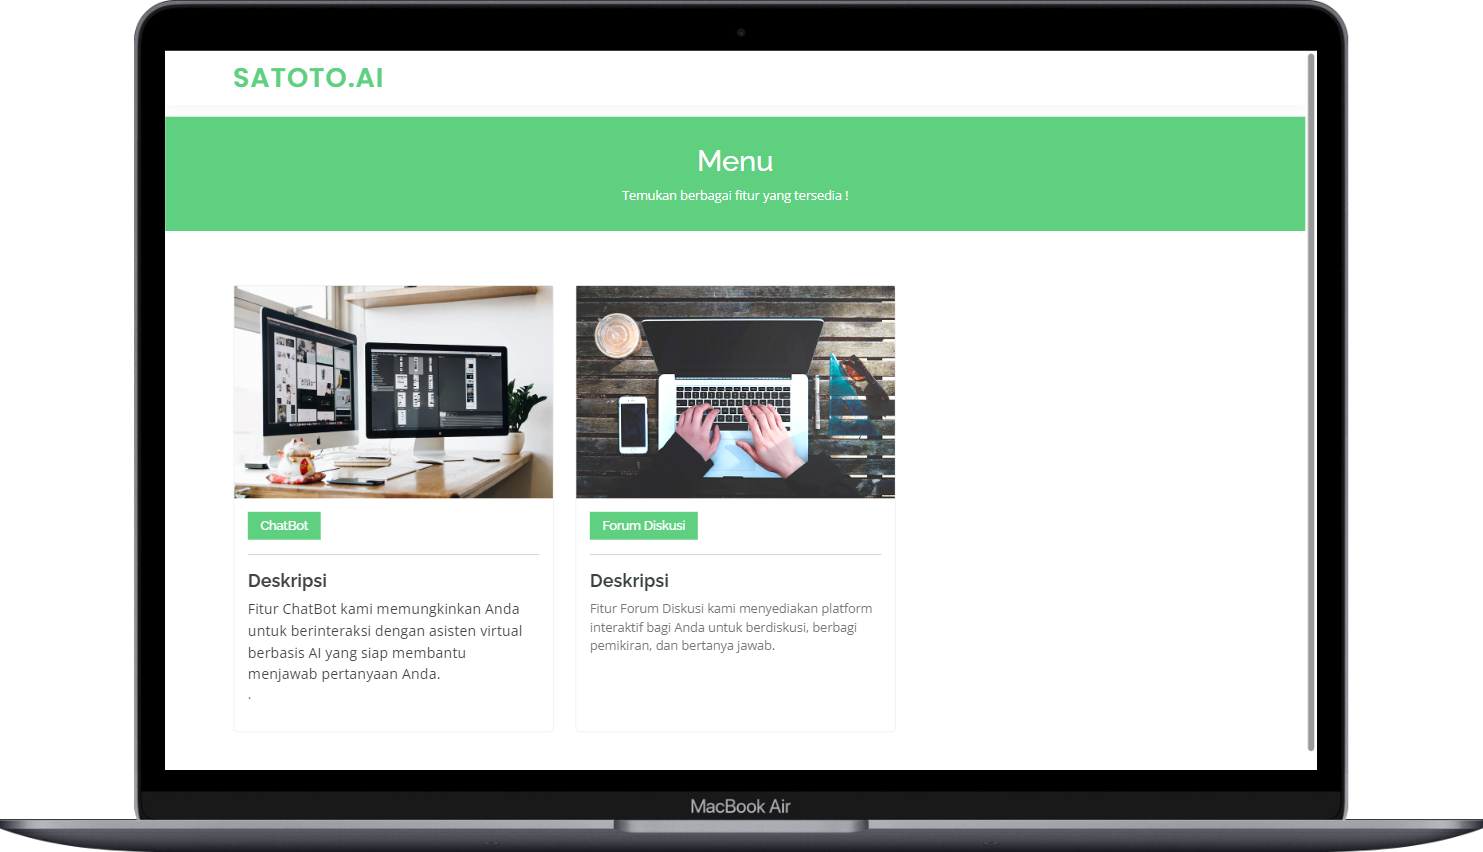 SATOTO.AI
Menu
Temukan berbagai fitur yang tersedia !
ChatBot
Deskripsi
Fitur ChatBot kami memungkinkan Anda
untuk berinteraksi dengan asisten virtual
berbasis AI yang siap membantu
menjawab pertanyaan Anda.
.
Forum Diskusi
Deskripsi
Fitur Forum Diskusi kami menyediakan platform
interaktif bagi Anda untuk berdiskusi, berbagi
pemikiran, dan bertanya jawab.
MacBook Air